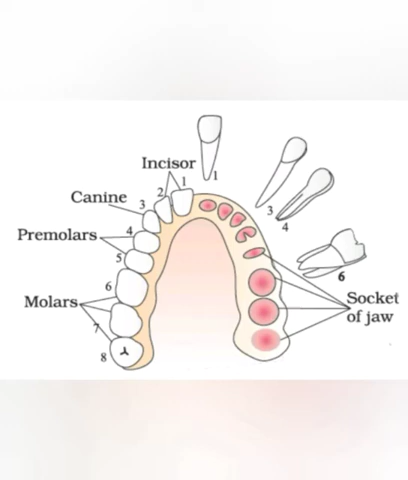 Incisor
1
2
1
Canine
3
3
4
Premolars
4
5
6
6
Molars
Socket
of jaw
7
8